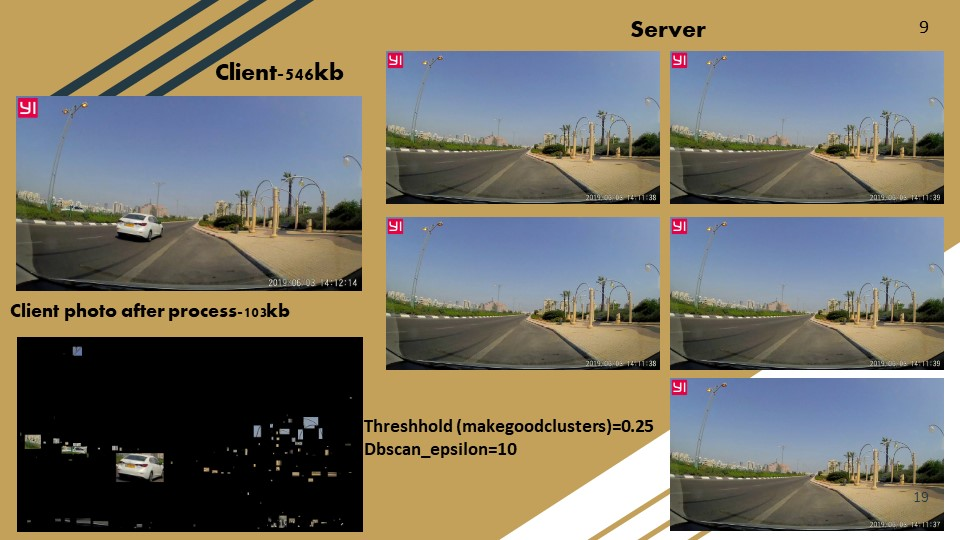 Server
9
Client-546kb
YI
2019/06/03 14:12:14
Client photo after process-103kb
YI
2019/06/03 14:11:38
YI
2019/06/03 14:11:39
YI
2019/06/03 14:11:38
YI
2019/06/03 14:11:39
Threshhold (makegoodclusters)=0.25
Dbscan_epsilon=10
YI
19
2019/06/03 14:11:37